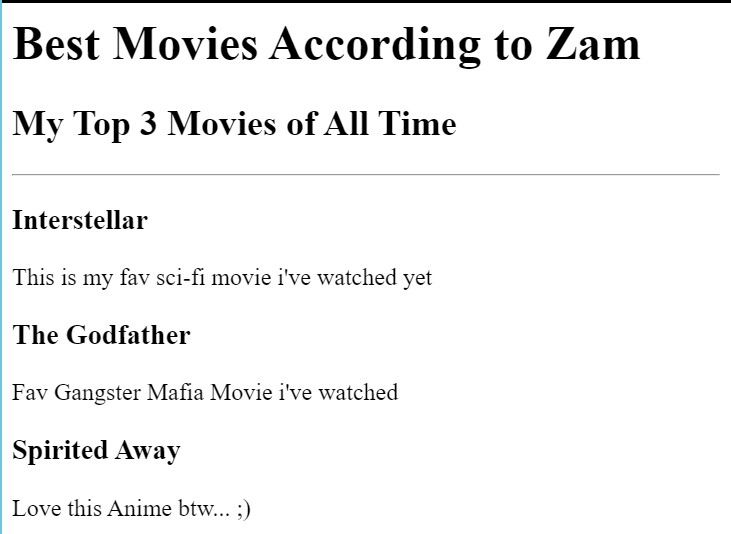 Best Movies According to Zam
My Top 3 Movies of All Time
Interstellar
This is my fav sci-fi movie i've watched yet
The Godfather
Fav Gangster Mafia Movie i've watched
Spirited Away
Love this Anime btw... ;)